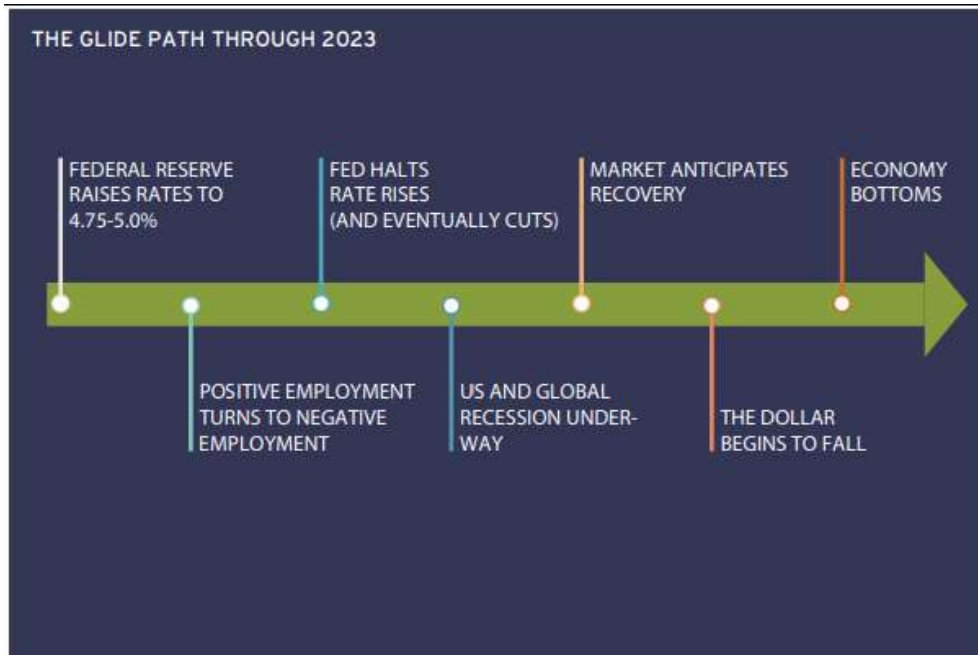 THE GLIDE PATH THROUGH 2023
FEDERAL RESERVE
RAISES RATES TO
4.75-5.0%
POSITIVE EMPLOYMENT
TURNS TO NEGATIVE
EMPLOYMENT
FED HALTS
RATE RISES
(AND EVENTUALLY CUTS)
US AND GLOBAL
RECESSION UNDER-
WAY
MARKET ANTICIPATES
RECOVERY
THE DOLLAR
BEGINS TO FALL
ECONOMY
BOTTOMS